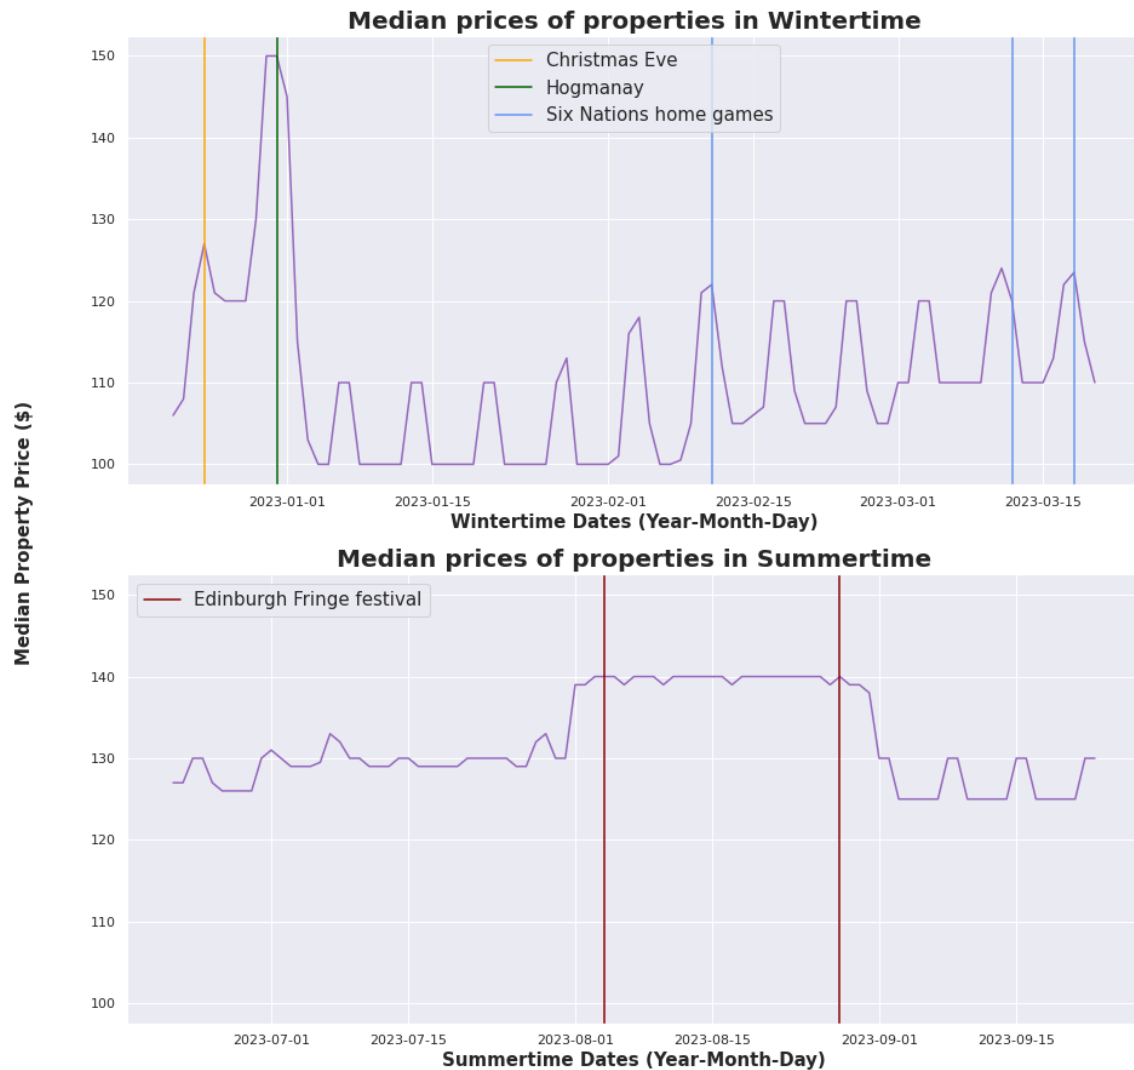 Median prices of properties in Wintertime
150
140
130
120
110
100
Christmas Eve
Hogmanay
Six Nations home games
2023-01-01 2023-01-15 2023-02-01 2023-02-15 2023-03-01 2023-03-15
Wintertime Dates (Year-Month-Day)
Median Property Price ($)
Median prices of properties in Summertime
150
140
130
120
110
100
Edinburgh Fringe festival
2023-07-01 2023-07-15 2023-08-01 2023-08-15 2023-09-01 2023-09-15
Summertime Dates (Year-Month-Day)